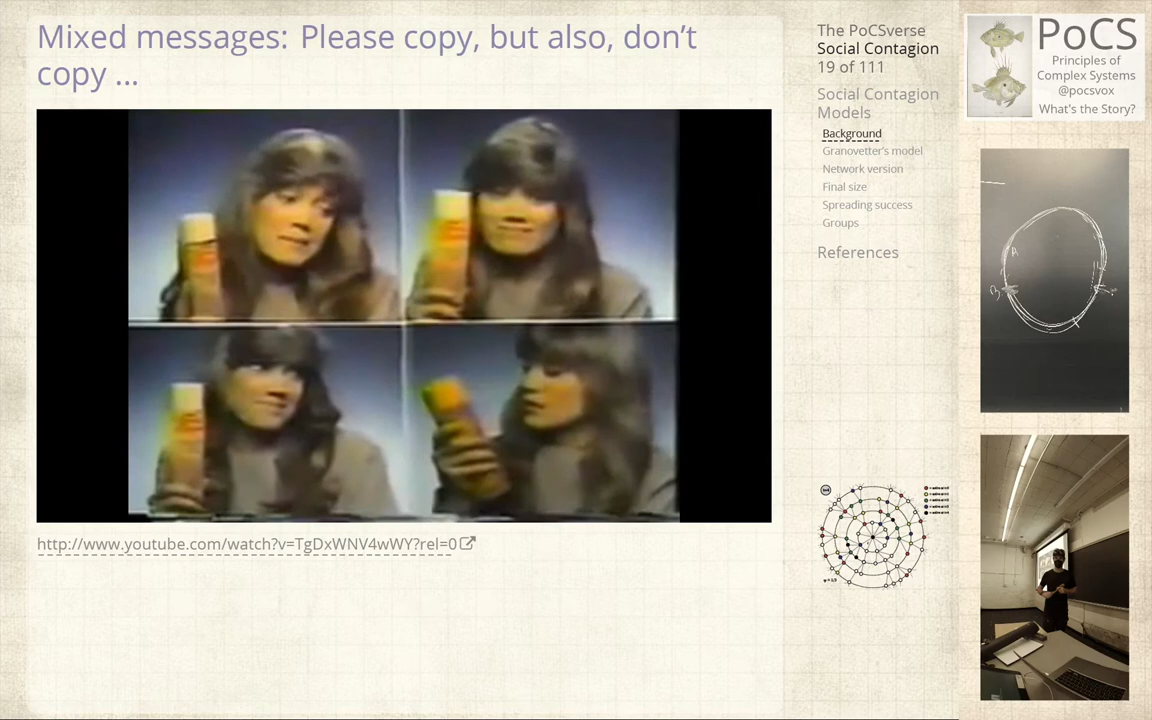 Mixed messages: Please copy, but also, don't
copy ...
http://www.youtube.com/watch?v=TgDxWNV4wWY?rel=0
The PoCSverse
Social Contagion
19 of 111
Social Contagion
Models
Background
Granovetter's model
Network version
Final size
Spreading success
Groups
References
PoCS
Principles of
Complex Systems
@pocsvox
What's the Story?
A
B